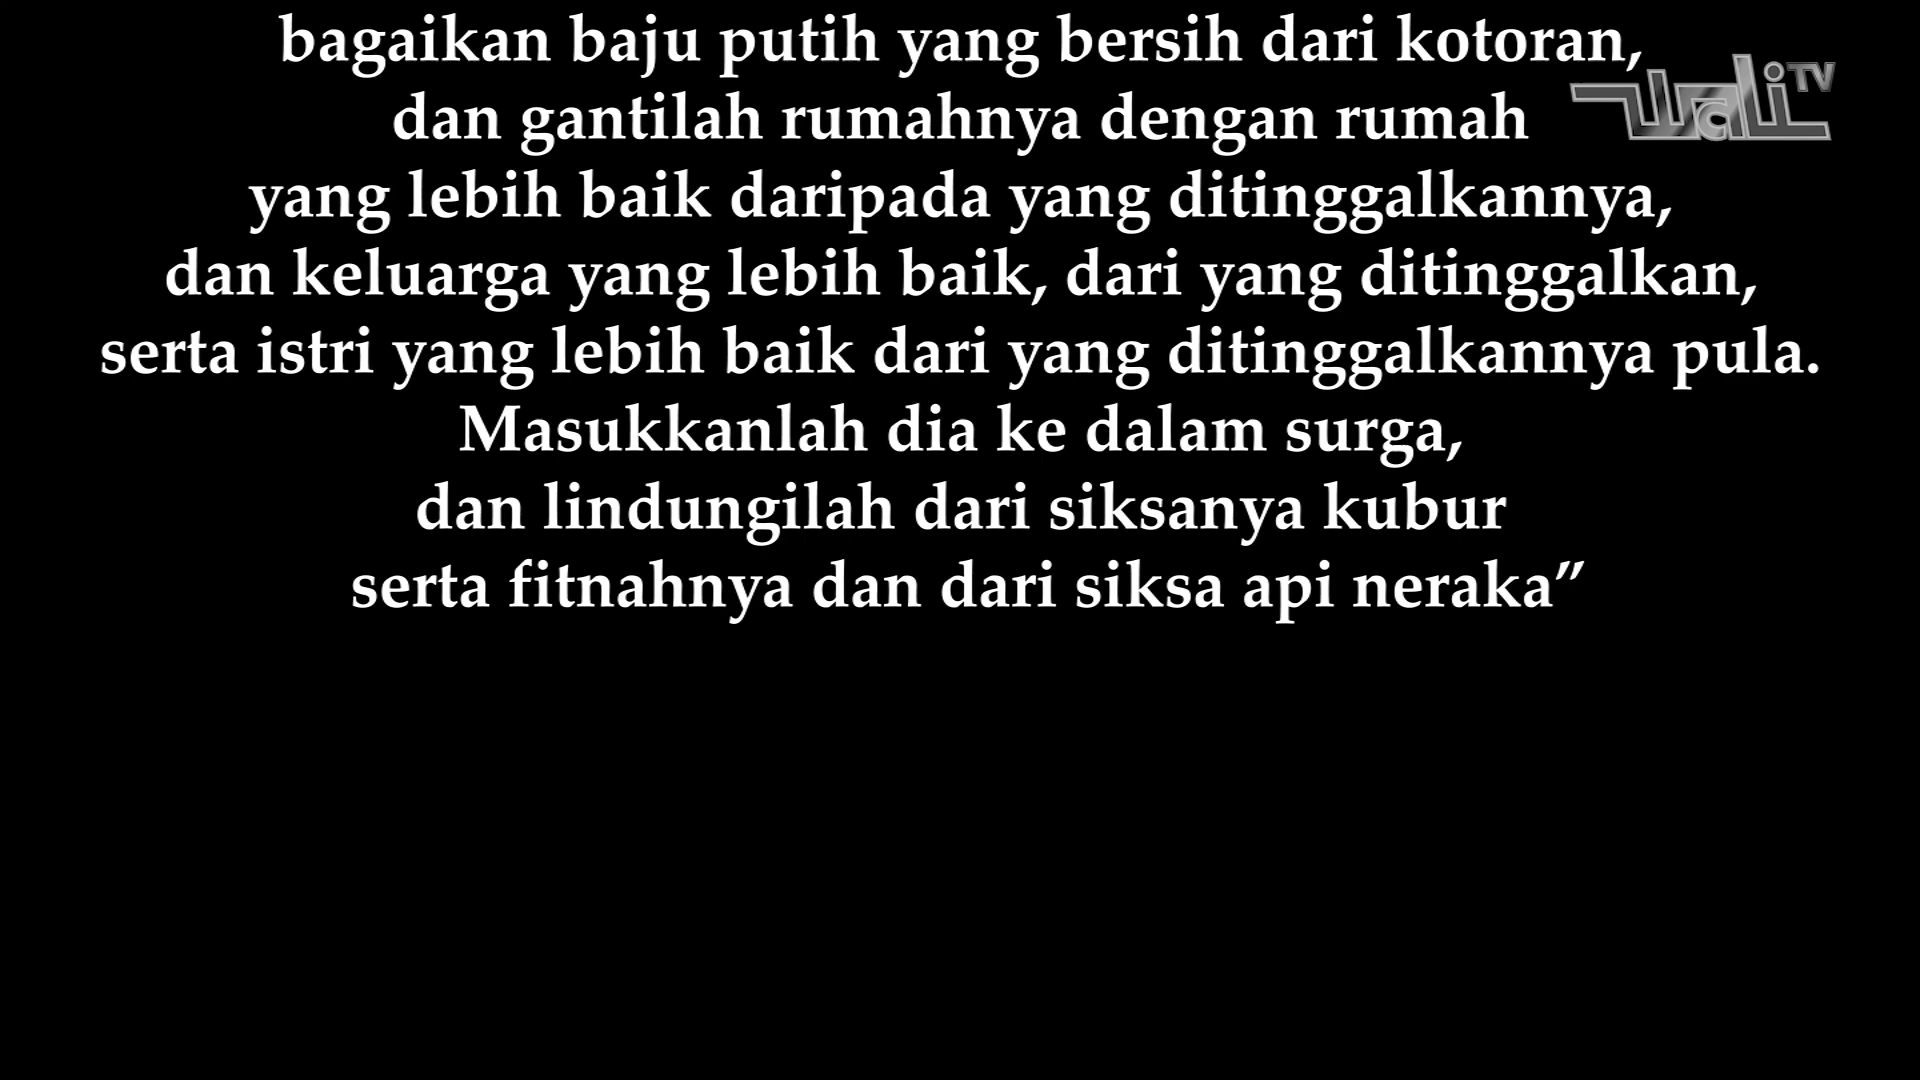 bagaikan baju putih yang bersih dari kotoran,
dan gantilah rumahnya dengan rumah
yang lebih baik daripada yang ditinggalkannya,
dan keluarga yang lebih baik, dari yang ditinggalkan,
serta istri yang lebih baik dari yang ditinggalkannya pula.
Masukkanlah dia ke dalam surga,
dan lindungilah dari siksanya kubur
serta fitnahnya dan dari siksa api neraka”
Wali TV